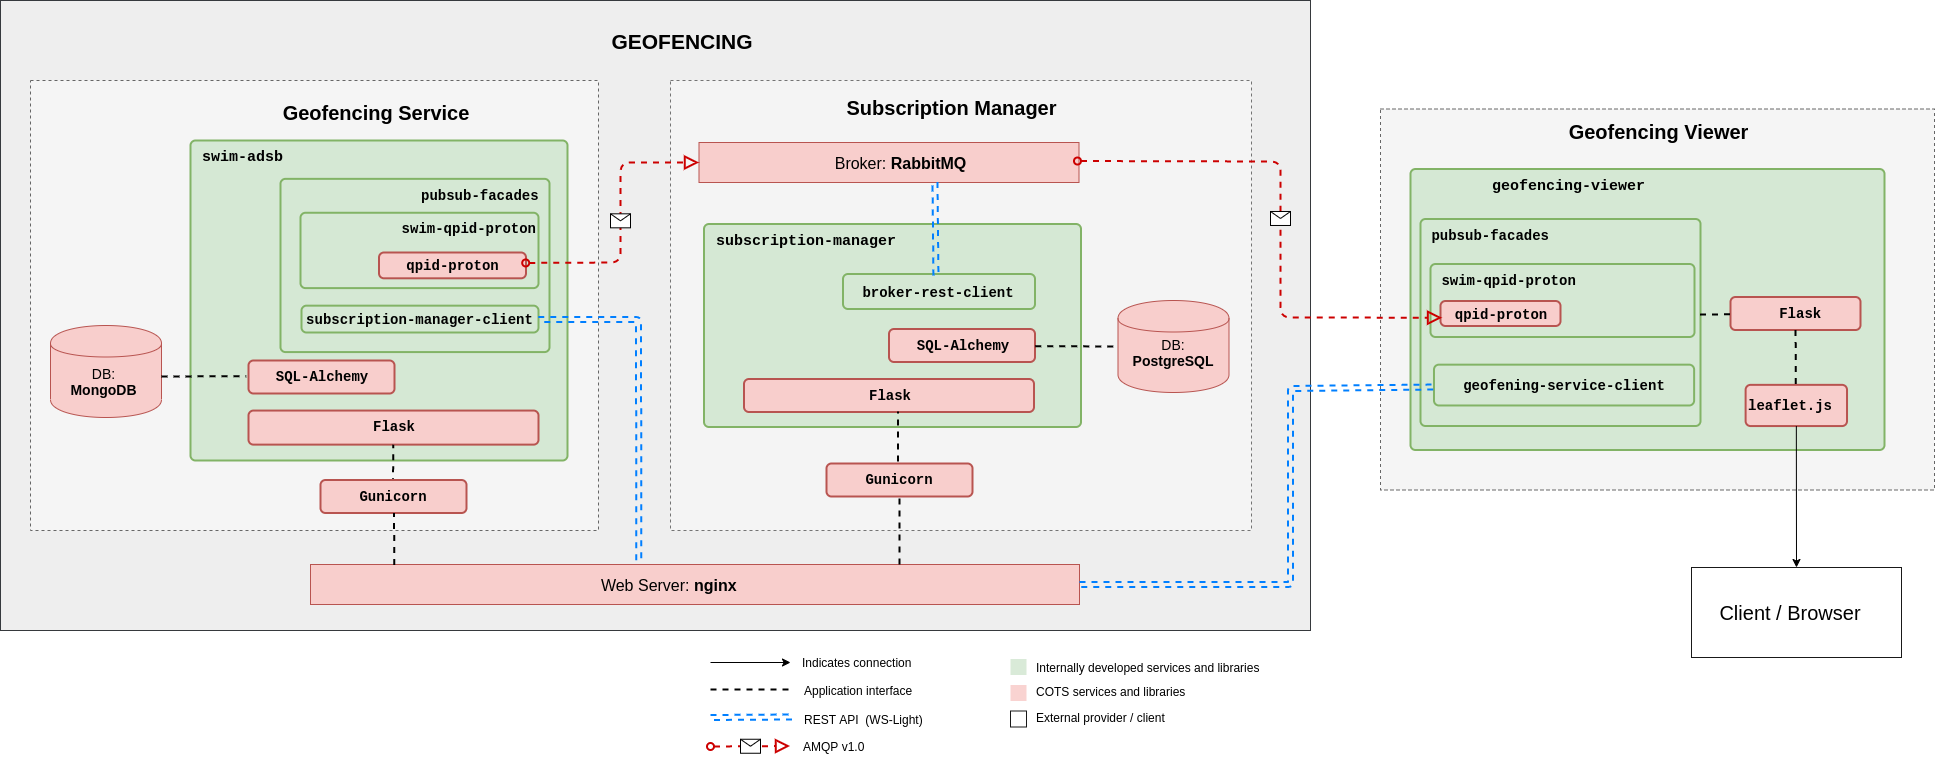 GEOFENCING
Geofencing Service
swim-adsb
pubsub-facades
swim-qpid-proton
qpid-proton
subscription-manager-client
DB:
MongoDB
SQL-Alchemy
Flask
Gunicorn
Subscription Manager
Broker: RabbitMQ
subscription-manager
broker-rest-client
SQL-Alchemy
Flask
DB:
PostgreSQL
Gunicorn
Web Server: nginx
Geofencing Viewer
geofencing-viewer
pubsub-facades
swim-qpid-proton
qpid-proton
Flask
geofening-service-client
leaflet.js
Client / Browser
Indicates connection
Application interface
REST API (WS-Light)
AMQP v1.0
Internally developed services and libraries
COTS services and libraries
External provider / client